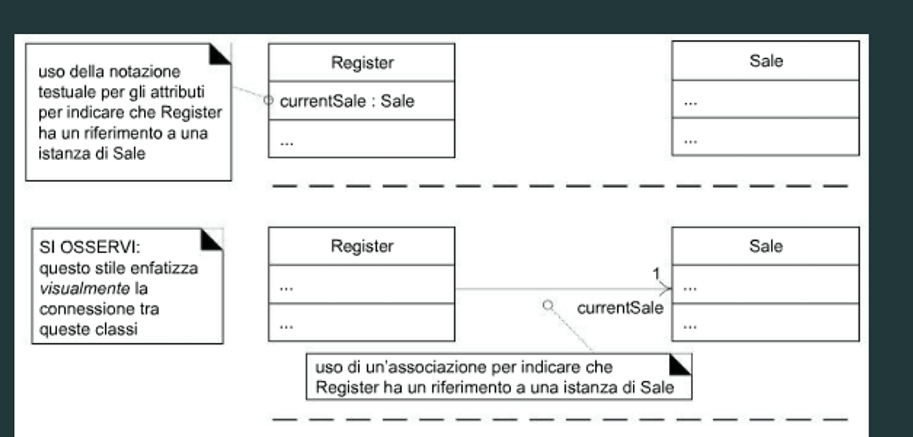 uso della notazione
testuale per gli attributi
per indicare che Register
ha un riferimento a una
istanza di Sale
Register
currentSale : Sale
...
Sale
...
...
SI OSSERVI:
questo stile enfatizza
visualmente la
connessione tra
queste classi
Register
...
...
1
currentSale
Sale
...
...
uso di un'associazione per indicare che
Register ha un riferimento a una istanza di Sale